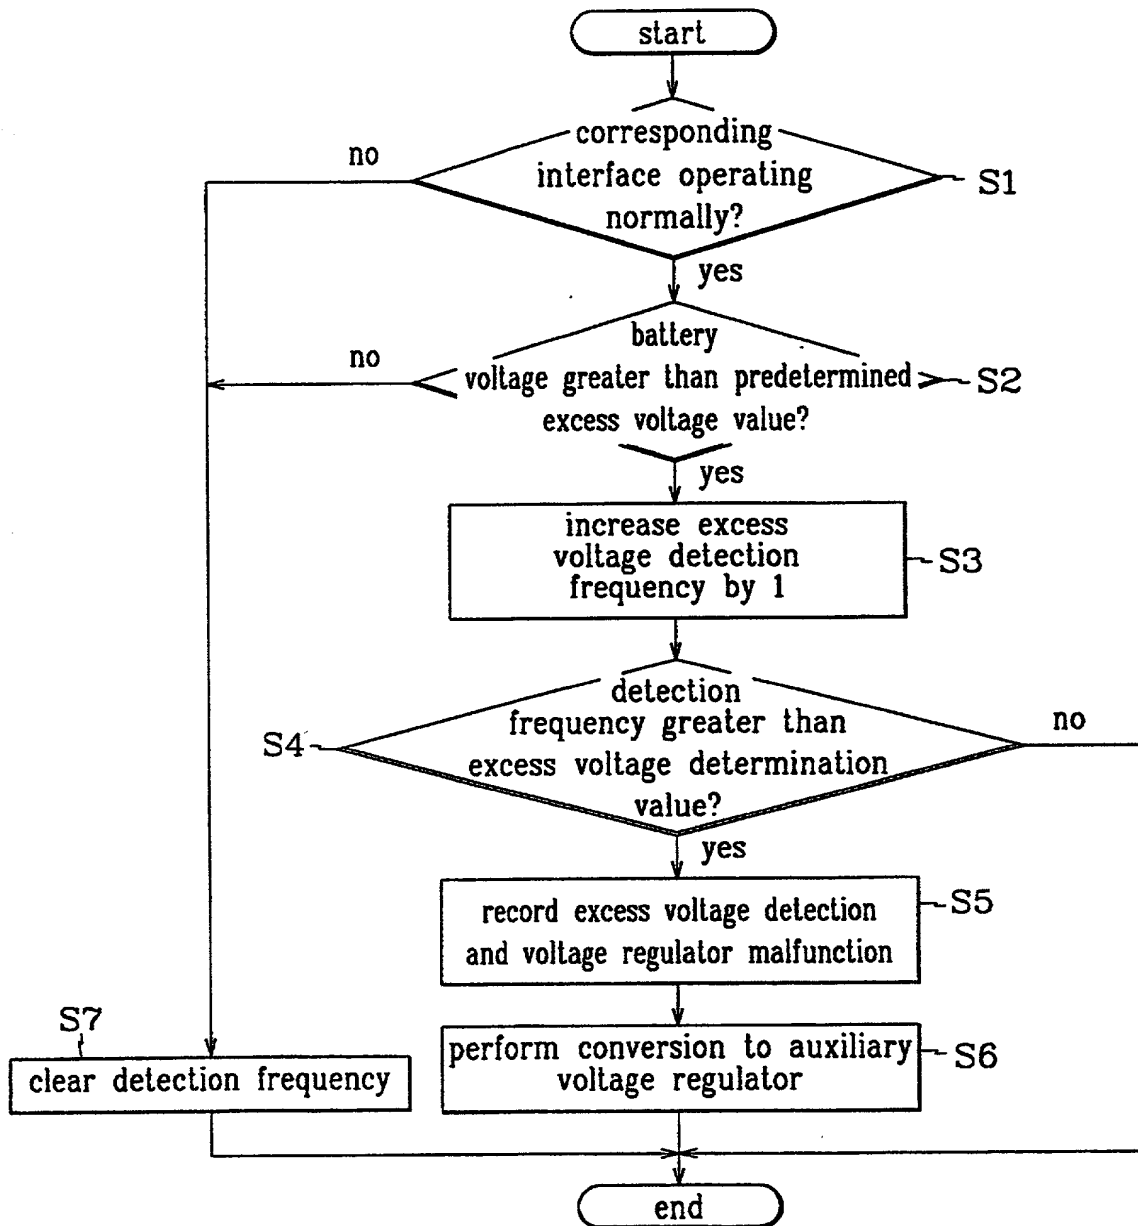 start
corresponding
interface operating
normally?
no
S1
yes
battery
voltage greater than predetermined
excess voltage value?
no
S2
yes
increase excess
voltage detection
frequency by 1
S3
detection
frequency greater than
excess voltage determination
value?
S4
no
yes
record excess voltage detection
and voltage regulator malfunction
S5
S7
clear detection frequency
perform conversion to auxiliary
voltage regulator
S6
end